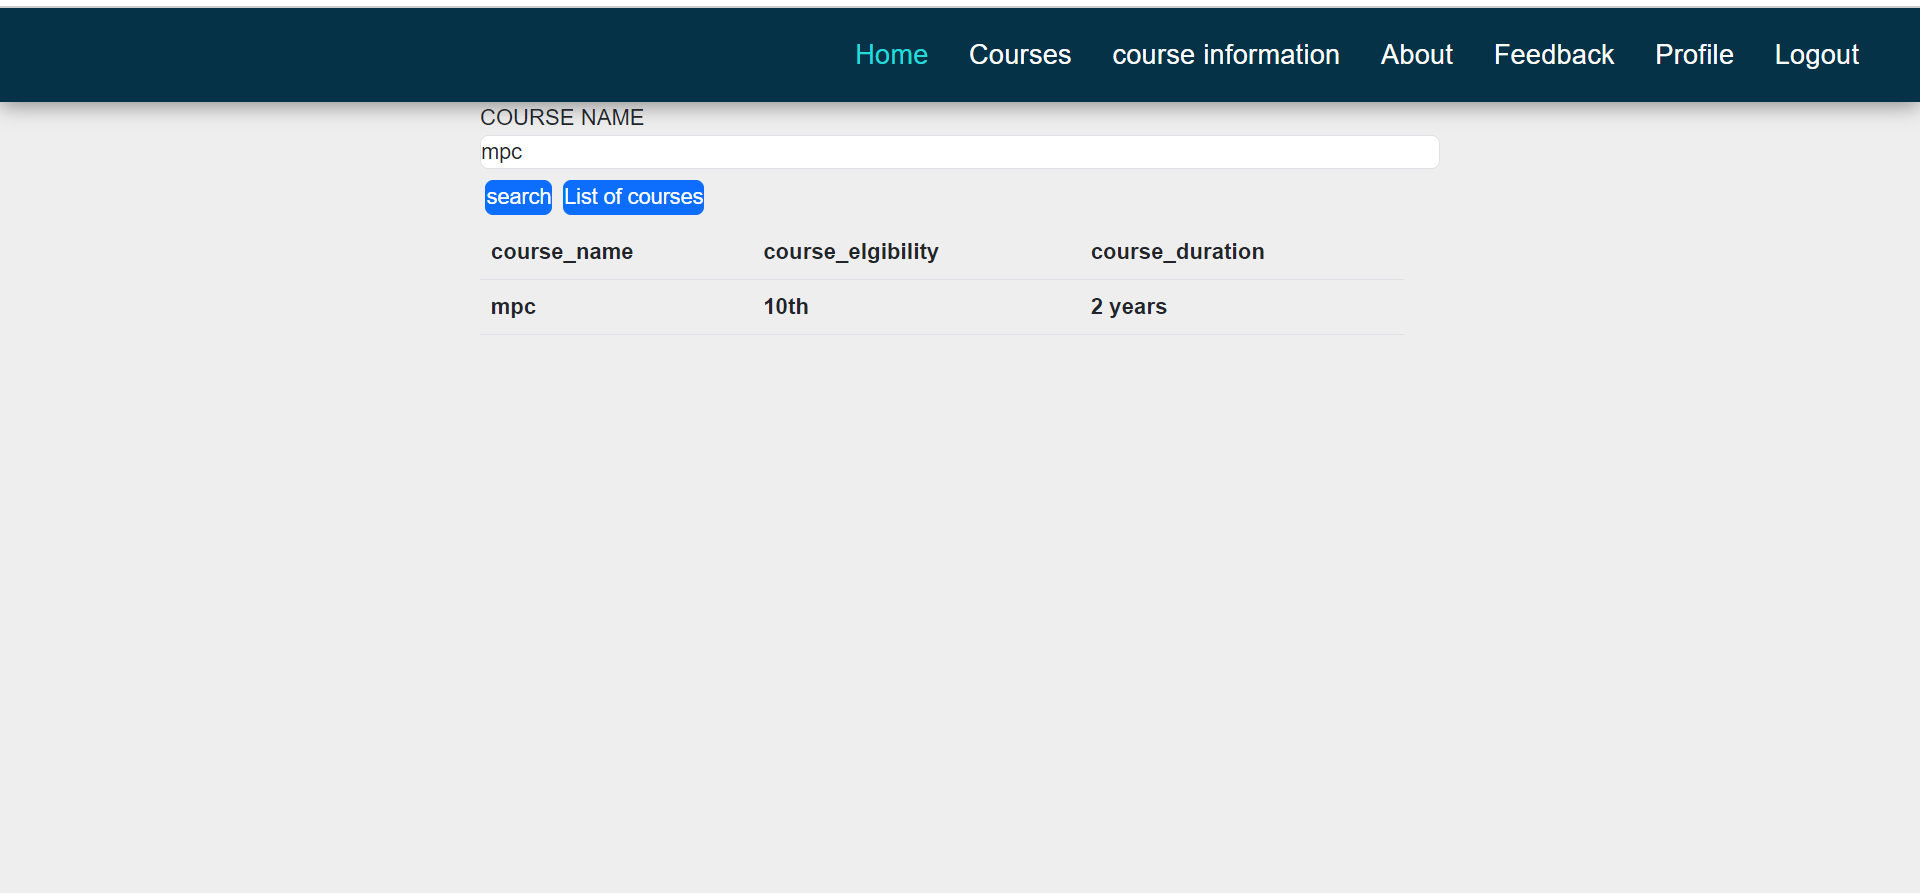 Home Courses course information About Feedback Profile Logout
COURSE NAME
mpc
search List of courses
course_name course_elgibility course_duration
mpc 10th 2 years